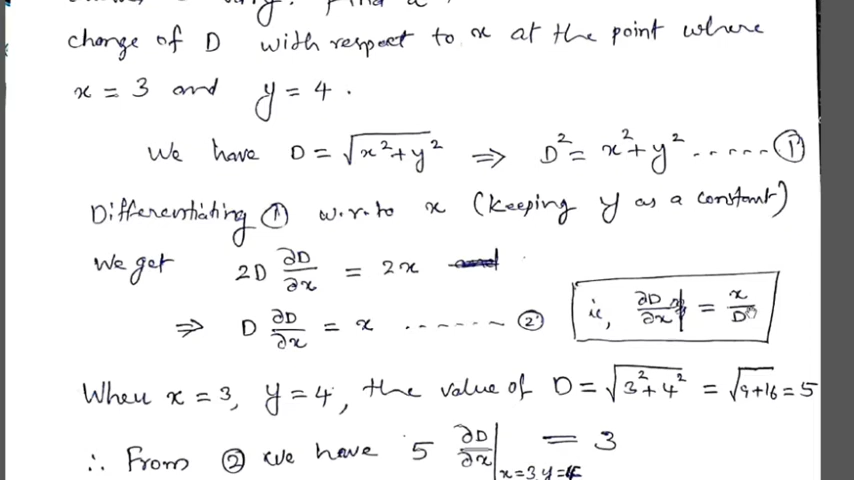 change of D with respect to x at the point where
x = 3 and y = 4 .
We have D = √(x²+y²) ⇒ D² = x²+y² ...... ①
Differentiating ① w.r.to x (keeping y as a constant)
We get 2D ∂D/∂x = 2x
⇒ D ∂D/∂x = x ....... ② ie, ∂D/∂x = x/D
When x = 3, y = 4, the value of D = √(3²+4²) = √(9+16) = 5
∴ From ② we have 5 ∂D/∂x |x=3, y=4 = 3